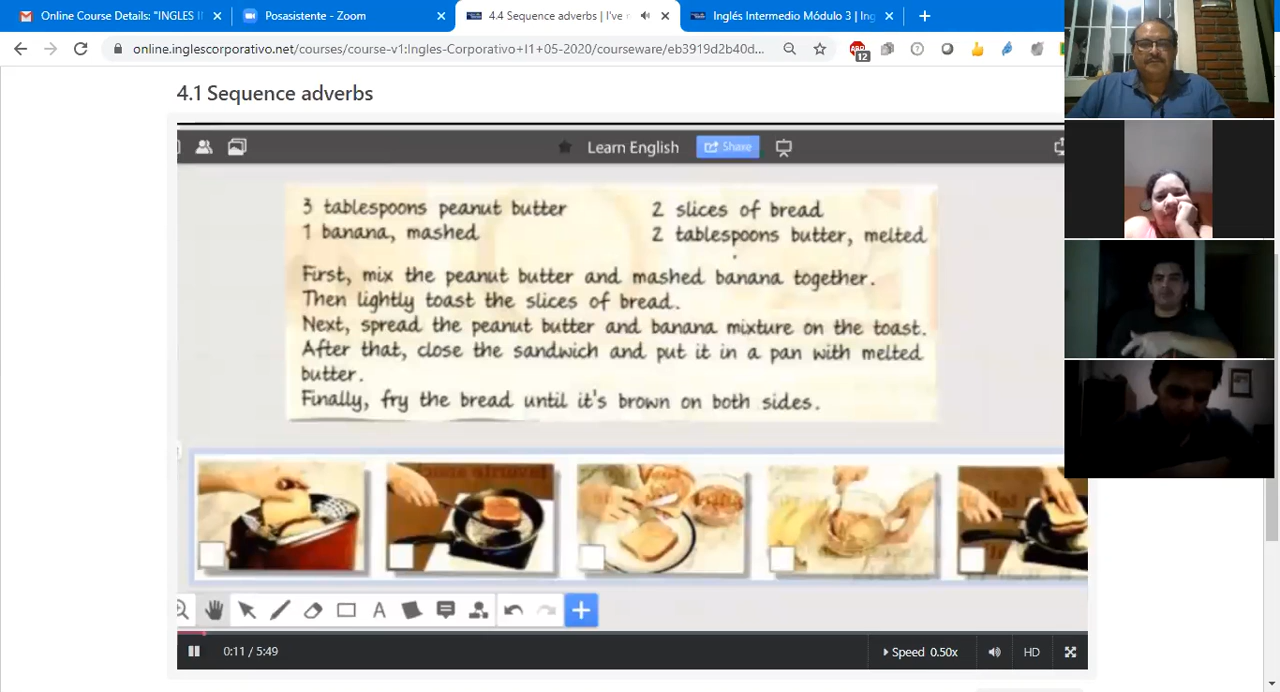 Online Course Details: "INGLES II
Posasistente - Zoom
4.4 Sequence adverbs | I've
Inglés Intermedio Módulo 3 | Ing
online.inglescorporativo.net/courses/course-v1:Ingles-Corporativo+I1+05-2020/courseware/eb3919d2b40d...
ABP
12
4.1 Sequence adverbs
Learn English
Share
3 tablespoons peanut butter 2 slices of bread
1 banana, mashed 2 tablespoons butter, melted
First, mix the peanut butter and mashed banana together.
Then lightly toast the slices of bread.
Next, spread the peanut butter and banana mixture on the toast.
After that, close the sandwich and put it in a pan with melted
butter.
Finally, fry the bread until it's brown on both sides.
A
0:11 / 5:49
Speed 0.50x
HD